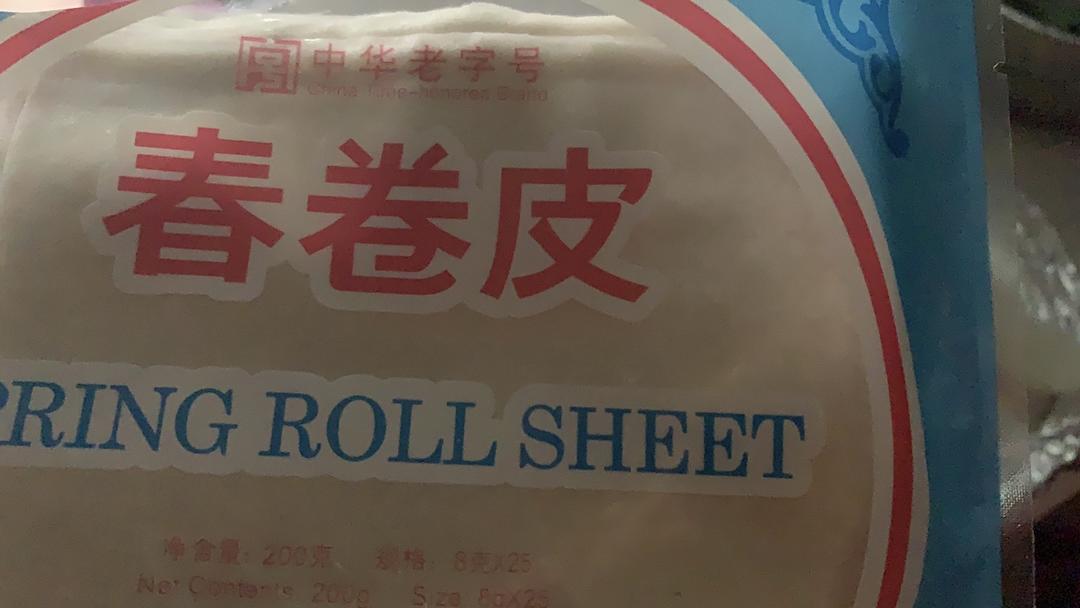 中华老字号
China Time-honored Brand
春卷皮
PRING ROLL SHEET
净含量: 200克 规格: 8克X25
Net Contents 200g Size 8gX25